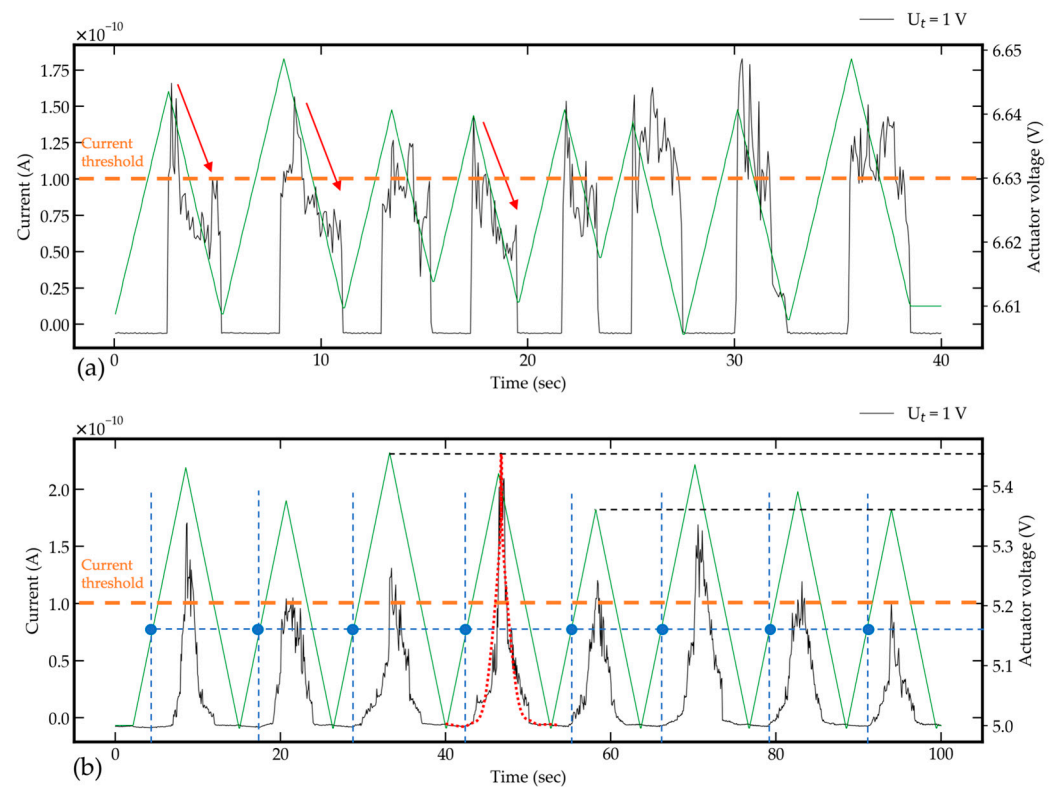 ×10⁻¹⁰
Uₜ = 1 V
Current (A)
1.75
1.50
1.25
1.00
0.75
0.50
0.25
0.00
Current
threshold
6.65
6.64
6.63
6.62
6.61
Actuator voltage (V)
0
10
20
30
40
(a)
Time (sec)
×10⁻¹⁰
Uₜ = 1 V
Current (A)
2.0
1.5
1.0
0.5
0.0
Current
threshold
5.4
5.3
5.2
5.1
5.0
Actuator voltage (V)
0
20
40
60
80
100
(b)
Time (sec)